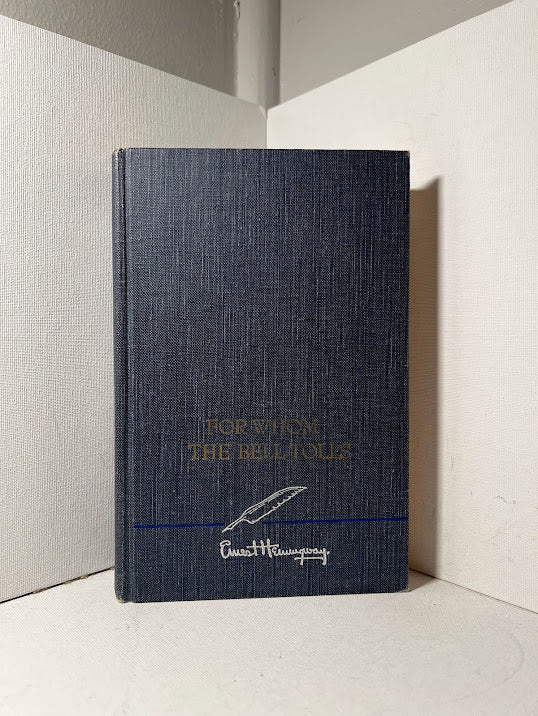 FOR WHOM
THE BELL TOLLS
Ernest Hemingway.